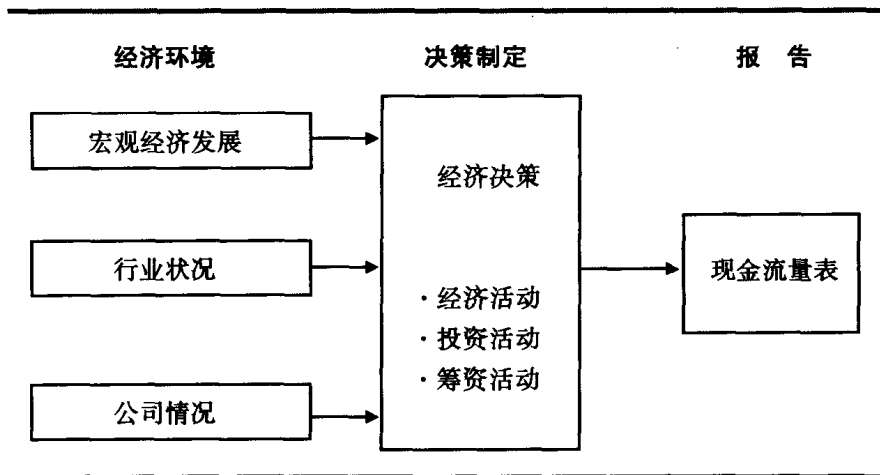 经济环境 决策制定 报 告
宏观经济发展
经济决策
行业状况
现金流量表
·经济活动
·投资活动
·筹资活动
公司情况